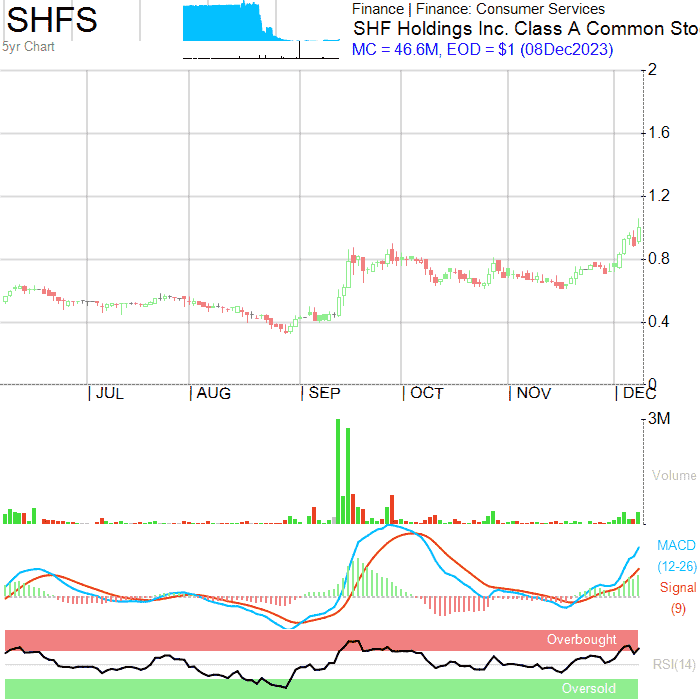 SHFS
5yr Chart
Finance | Finance: Consumer Services
SHF Holdings Inc. Class A Common Sto
MC = 46.6M, EOD = $1 (08Dec2023)
2
1.6
1.2
0.8
0.4
0
| JUL | AUG | SEP | OCT | NOV | DEC
3M
Volume
MACD
(12-26)
Signal
(9)
Overbought
RSI(14)
Oversold